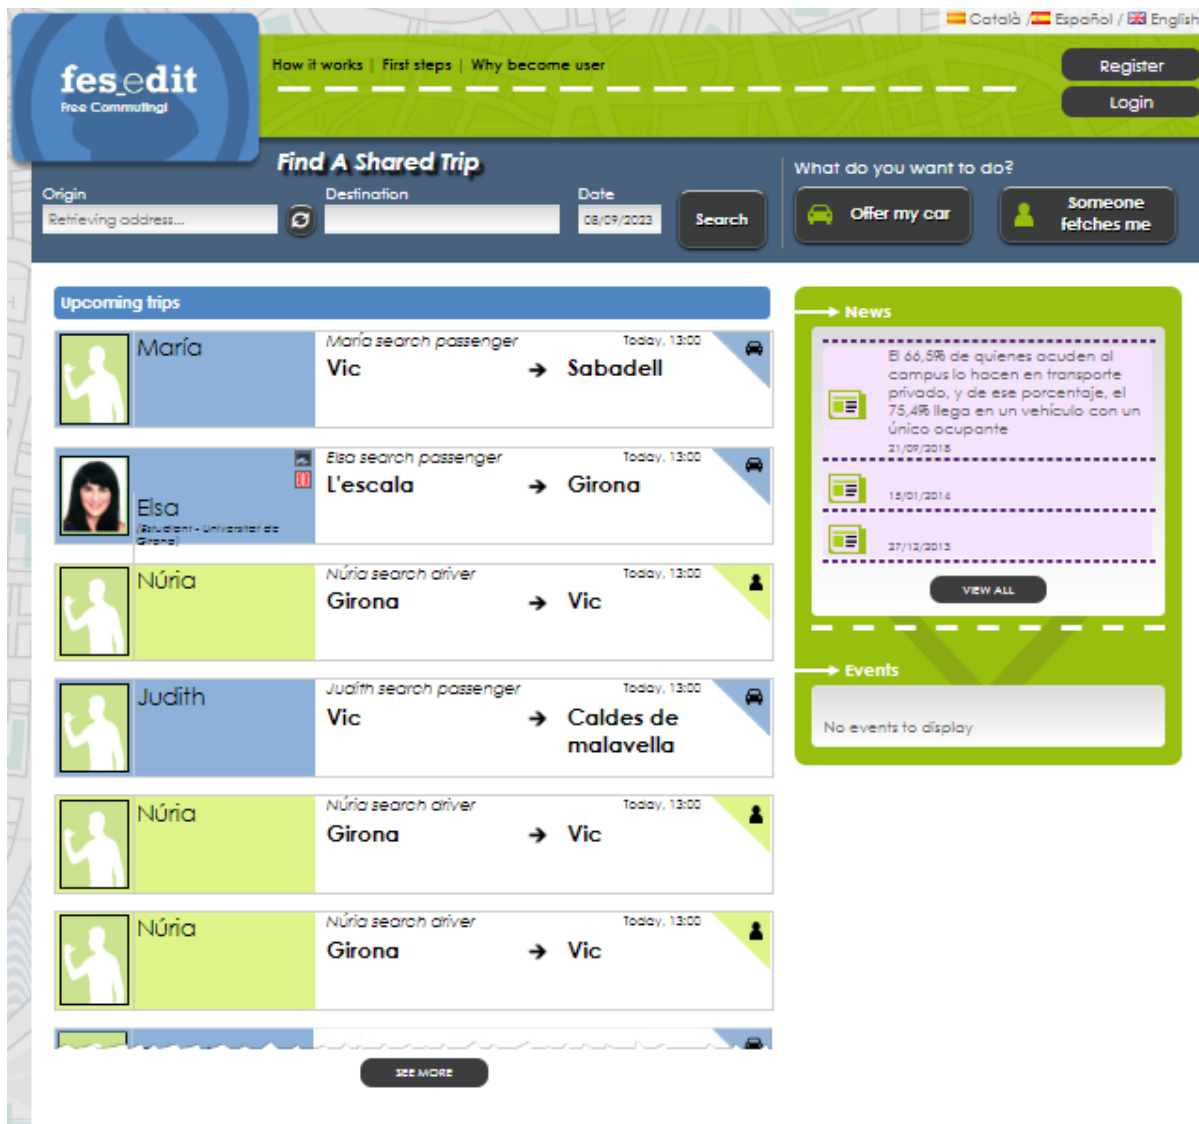 Català / Español / English
fes_edit
Free Commuting!
How it works | First steps | Why become user
Register
Login
Find A Shared Trip
What do you want to do?
Origin
Destination
Date
Retrieving address...
08/09/2023
Search
Offer my car
Someone
fetches me
Upcoming trips
María
María search passenger
Today, 13:00
Vic
Sabadell
Elsa
(Estudiant - Universitat de
Girona)
Elsa search passenger
Today, 13:00
L'escala
Girona
Núria
Núria search driver
Today, 13:00
Girona
Vic
Judith
Judith search passenger
Today, 13:00
Vic
Caldes de
malavella
Núria
Núria search driver
Today, 13:00
Girona
Vic
Núria
Núria search driver
Today, 13:00
Girona
Vic
SEE MORE
News
El 66,5% de quienes acuden al
campus lo hacen en transporte
privado, y de ese porcentaje, el
75,4% llega en un vehículo con un
único ocupante
21/09/2018
15/01/2014
27/12/2013
VIEW ALL
Events
No events to display